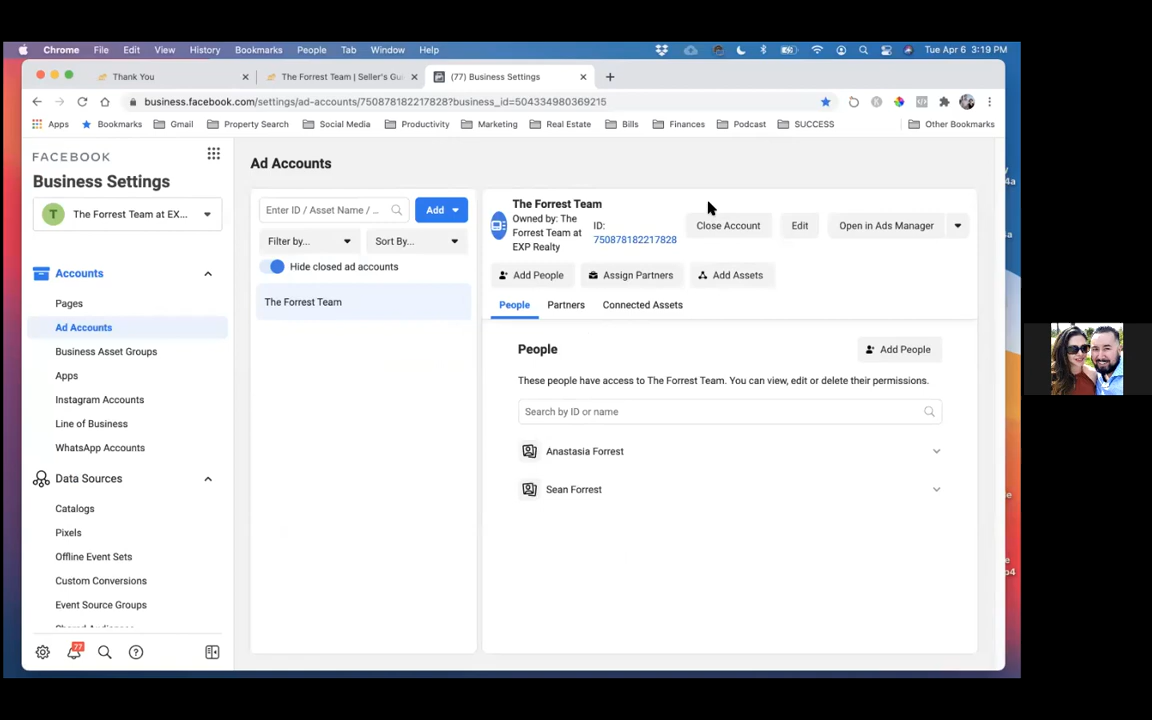 Chrome File Edit View History Bookmarks People Tab Window Help Tue Apr 6 3:19 PM
Thank You The Forrest Team | Seller's Gui (77) Business Settings
business.facebook.com/settings/ad-accounts/750878182217828?business_id=504334980369215
Apps Bookmarks Gmail Property Search Social Media Productivity Marketing Real Estate Bills Finances Podcast SUCCESS Other Bookmarks
FACEBOOK
Business Settings
T The Forrest Team at EX...
Accounts
Pages
Ad Accounts
Business Asset Groups
Apps
Instagram Accounts
Line of Business
WhatsApp Accounts
Data Sources
Catalogs
Pixels
Offline Event Sets
Custom Conversions
Event Source Groups
77
Ad Accounts
Enter ID / Asset Name / ... Add
Filter by... Sort By...
Hide closed ad accounts
The Forrest Team
The Forrest Team
Owned by: The
Forrest Team at
EXP Realty
ID:
750878182217828
Close Account Edit Open in Ads Manager
Add People Assign Partners Add Assets
People Partners Connected Assets
People Add People
These people have access to The Forrest Team. You can view, edit or delete their permissions.
Search by ID or name
Anastasia Forrest
Sean Forrest